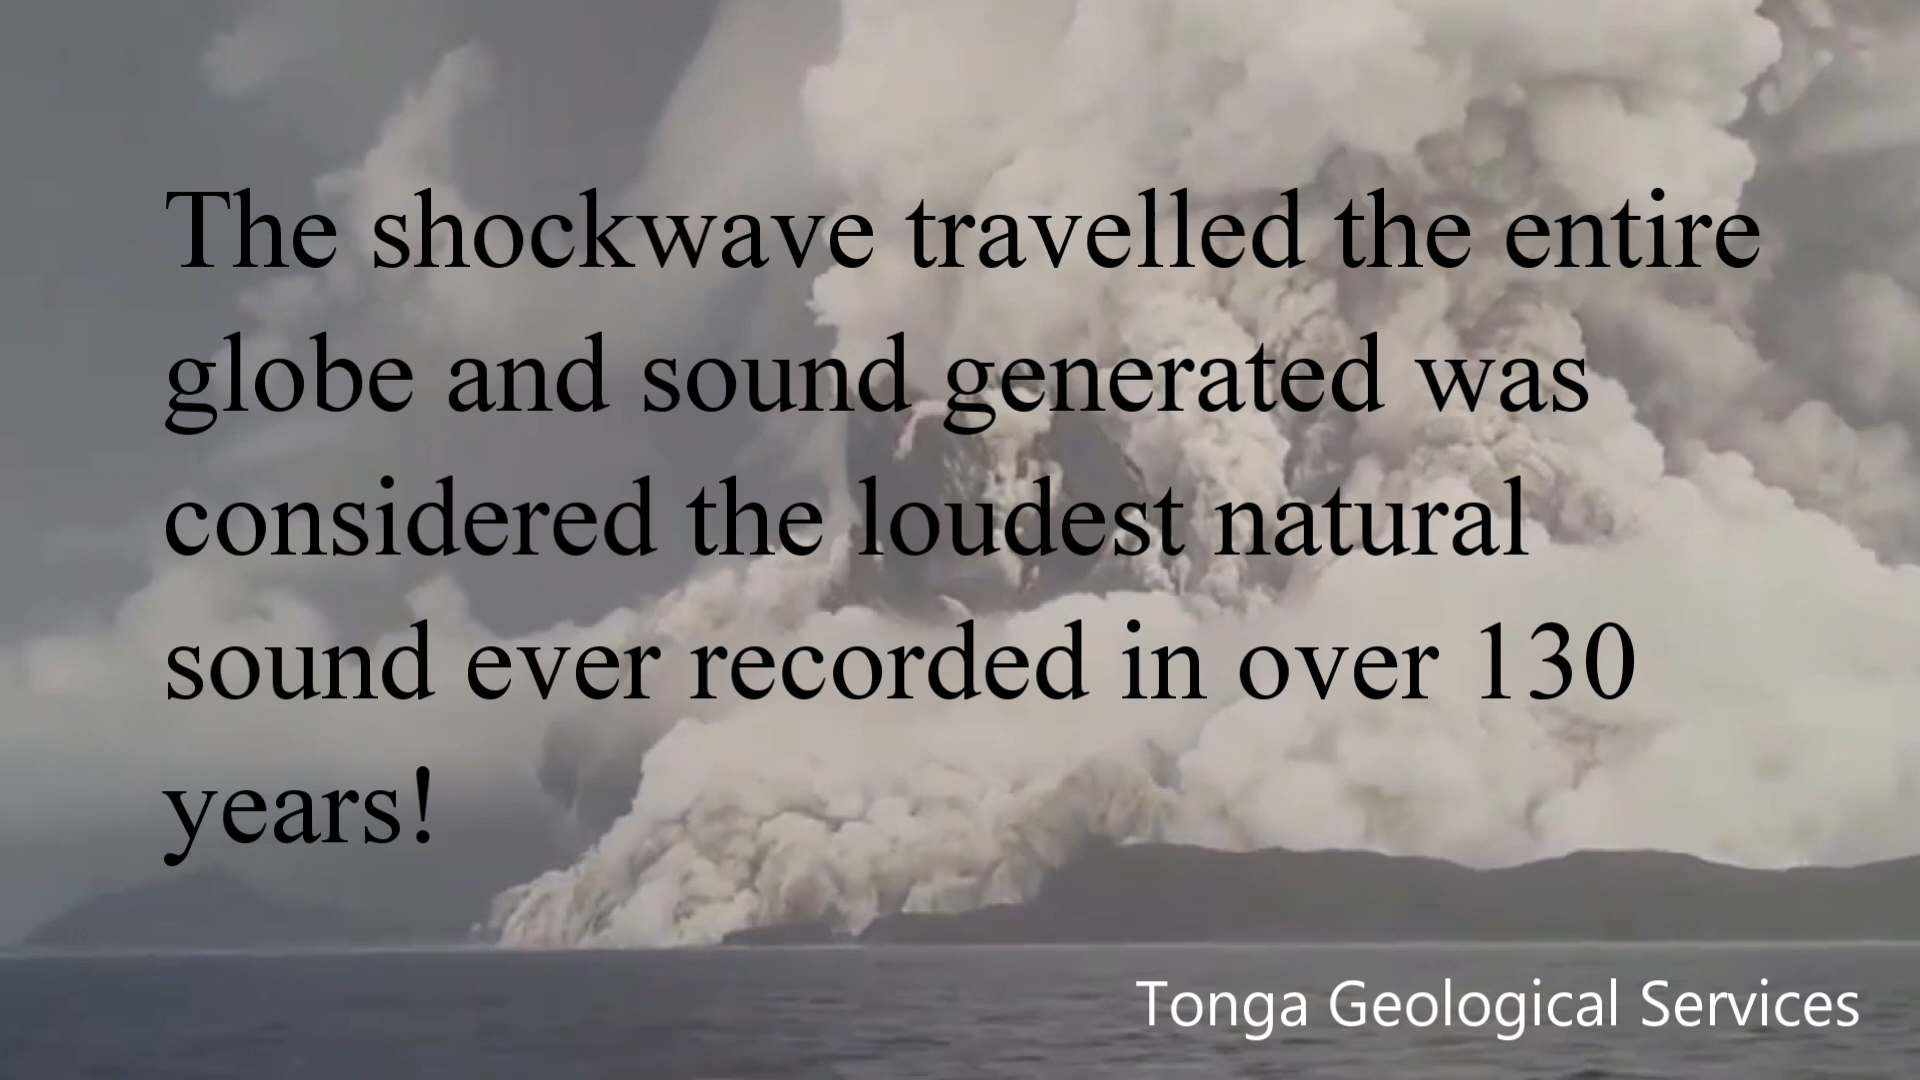 The shockwave travelled the entire
globe and sound generated was
considered the loudest natural
sound ever recorded in over 130
years!
Tonga Geological Services